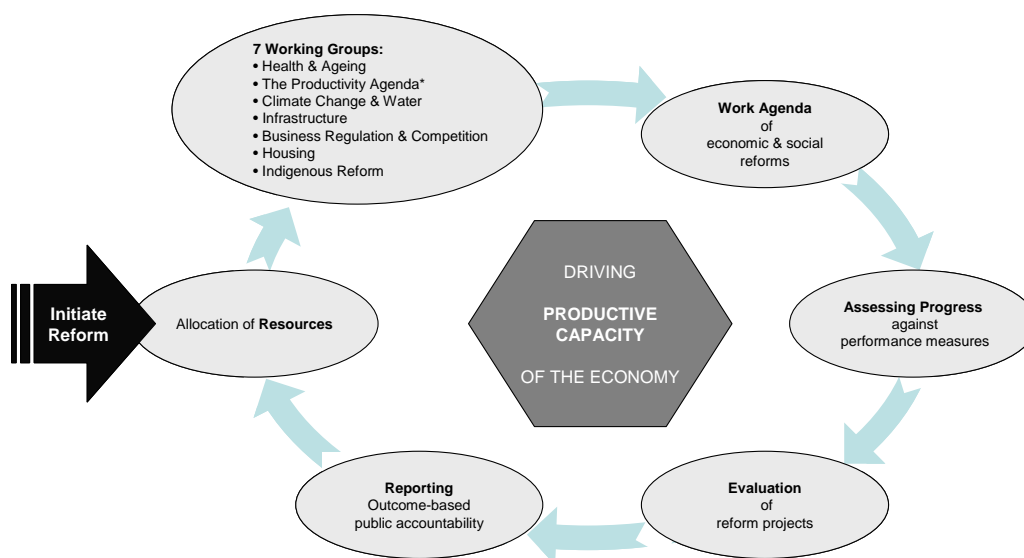 7 Working Groups:
• Health & Ageing
• The Productivity Agenda*
• Climate Change & Water
• Infrastructure
• Business Regulation & Competition
• Housing
• Indigenous Reform
Work Agenda
of
economic & social
reforms
Initiate
Reform
Allocation of Resources
DRIVING
PRODUCTIVE
CAPACITY
OF THE ECONOMY
Assessing Progress
against
performance measures
Reporting
Outcome-based
public accountability
Evaluation
of
reform projects